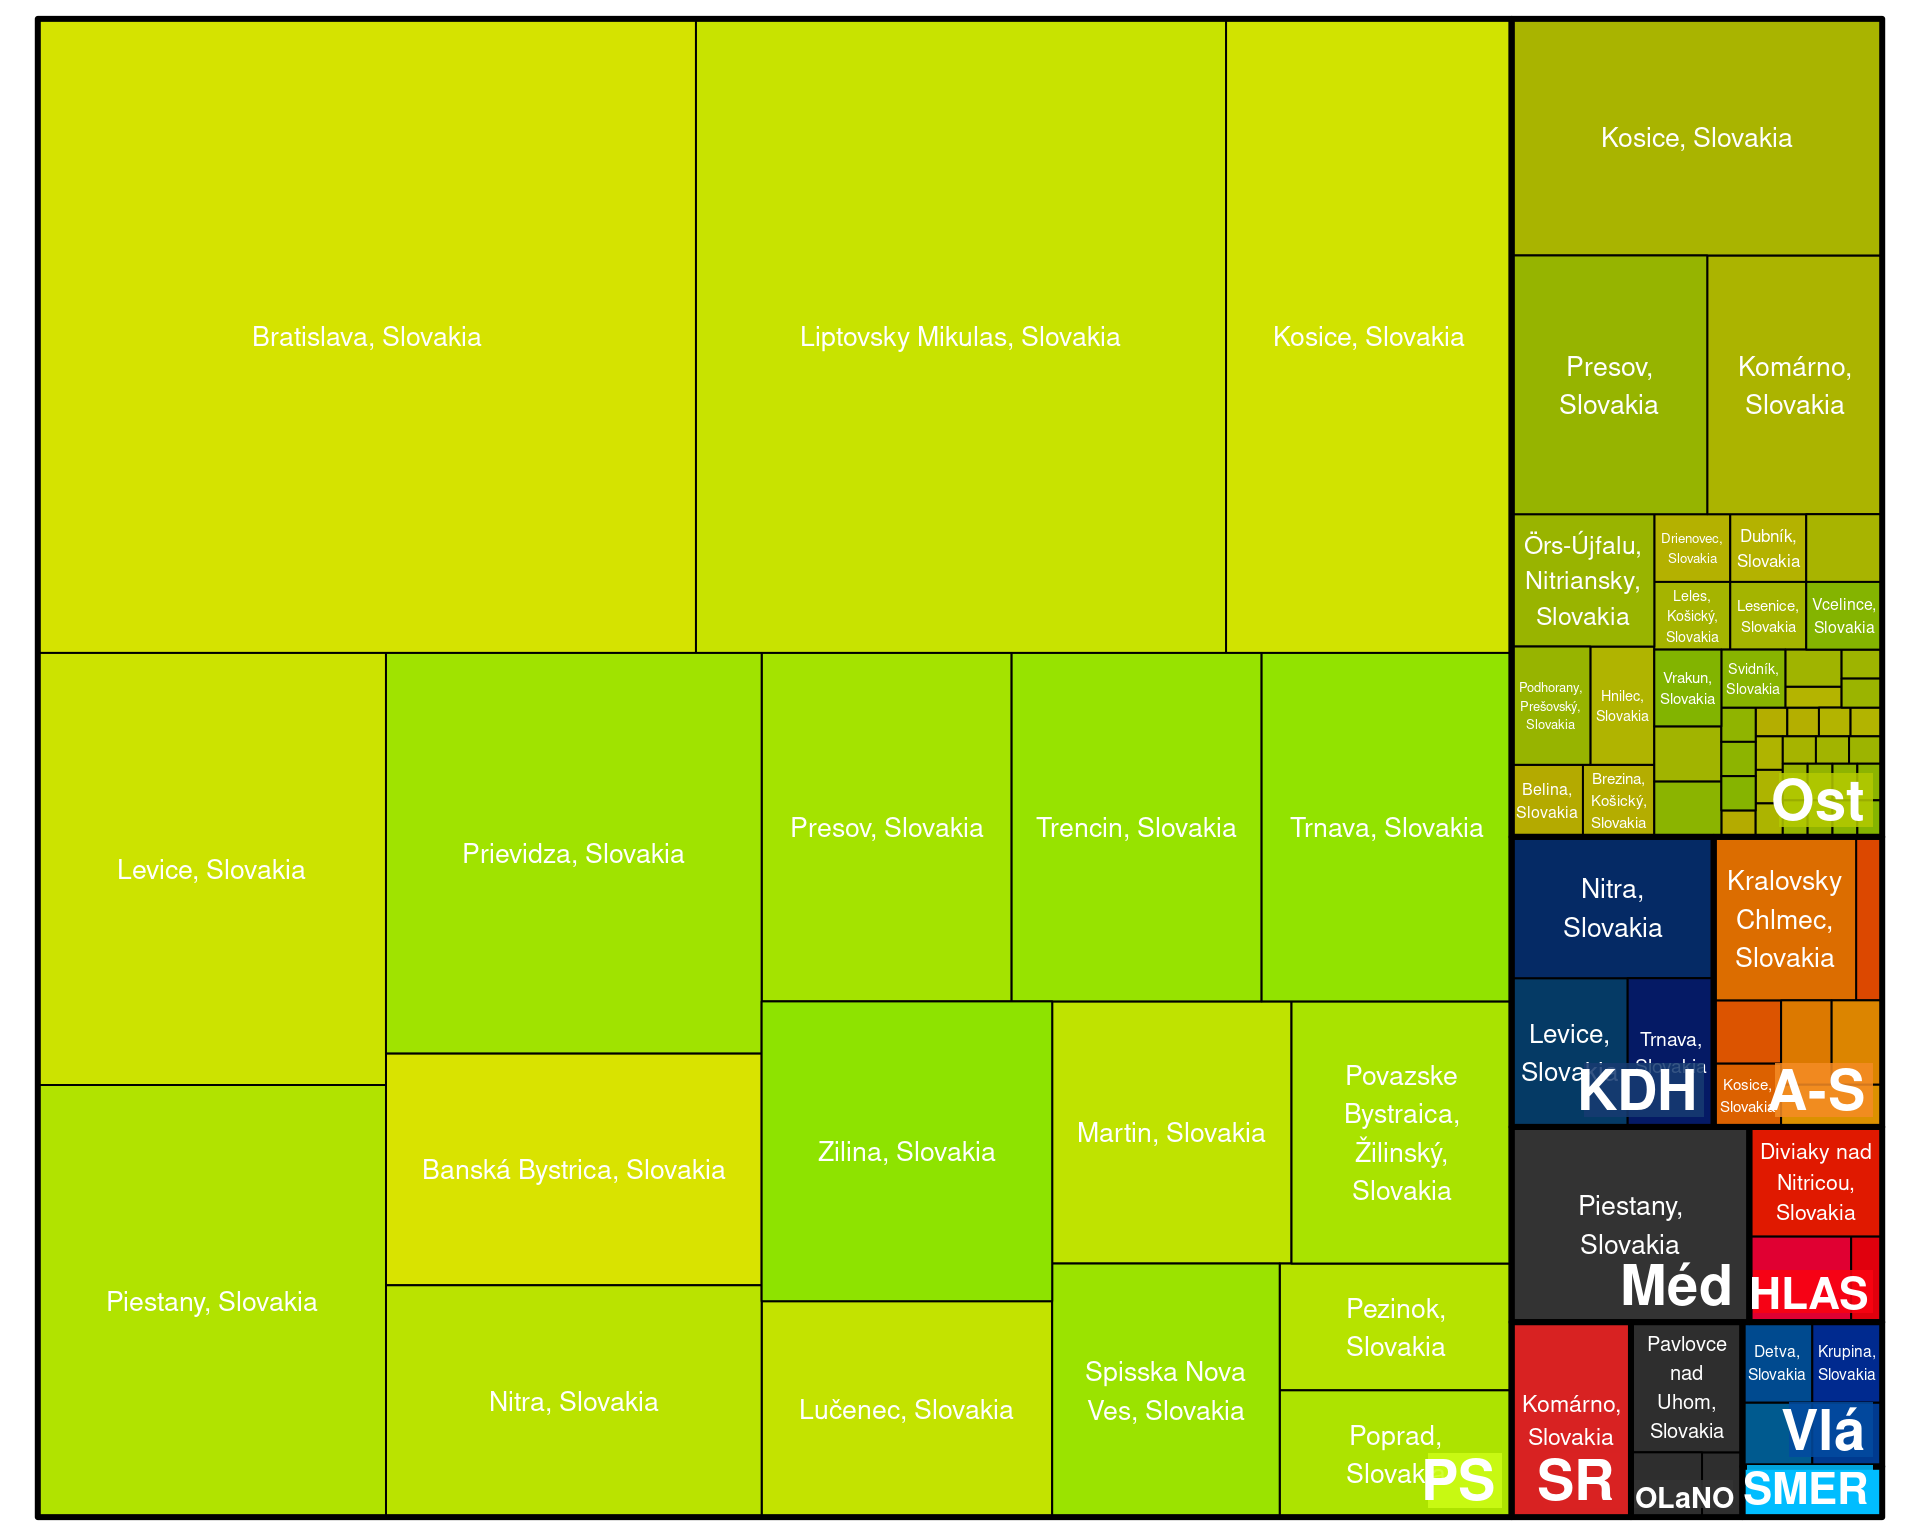 Bratislava, Slovakia
Liptovsky Mikulas, Slovakia
Kosice, Slovakia
Levice, Slovakia
Piestany, Slovakia
Prievidza, Slovakia
Banská Bystrica, Slovakia
Nitra, Slovakia
Presov, Slovakia
Trencin, Slovakia
Trnava, Slovakia
Zilina, Slovakia
Lučenec, Slovakia
Martin, Slovakia
Povazske
Bystraica,
Žilinský,
Slovakia
Spisska Nova
Ves, Slovakia
Pezinok,
Slovakia
Poprad,
Slovakia
PS
Kosice, Slovakia
Presov,
Slovakia
Komárno,
Slovakia
Örs-Újfalu,
Nitriansky,
Slovakia
Drienovec,
Slovakia
Dubník,
Slovakia
Leles,
Košický,
Slovakia
Lesenice,
Slovakia
Vcelince,
Slovakia
Podhorany,
Prešovský,
Slovakia
Hnilec,
Slovakia
Vrakun,
Slovakia
Svidník,
Slovakia
Belina,
Slovakia
Brezina,
Košický,
Slovakia
Ost
Nitra,
Slovakia
Levice,
Slovakia
Trnava,
Slovakia
KDH
Kralovsky
Chlmec,
Slovakia
Kosice,
Slovakia
A-S
Piestany,
Slovakia
Méd
Diviaky nad
Nitricou,
Slovakia
HLAS
Komárno,
Slovakia
SR
Pavlovce
nad
Uhom,
Slovakia
OLaNO
Detva,
Slovakia
Krupina,
Slovakia
Vlá
SMER